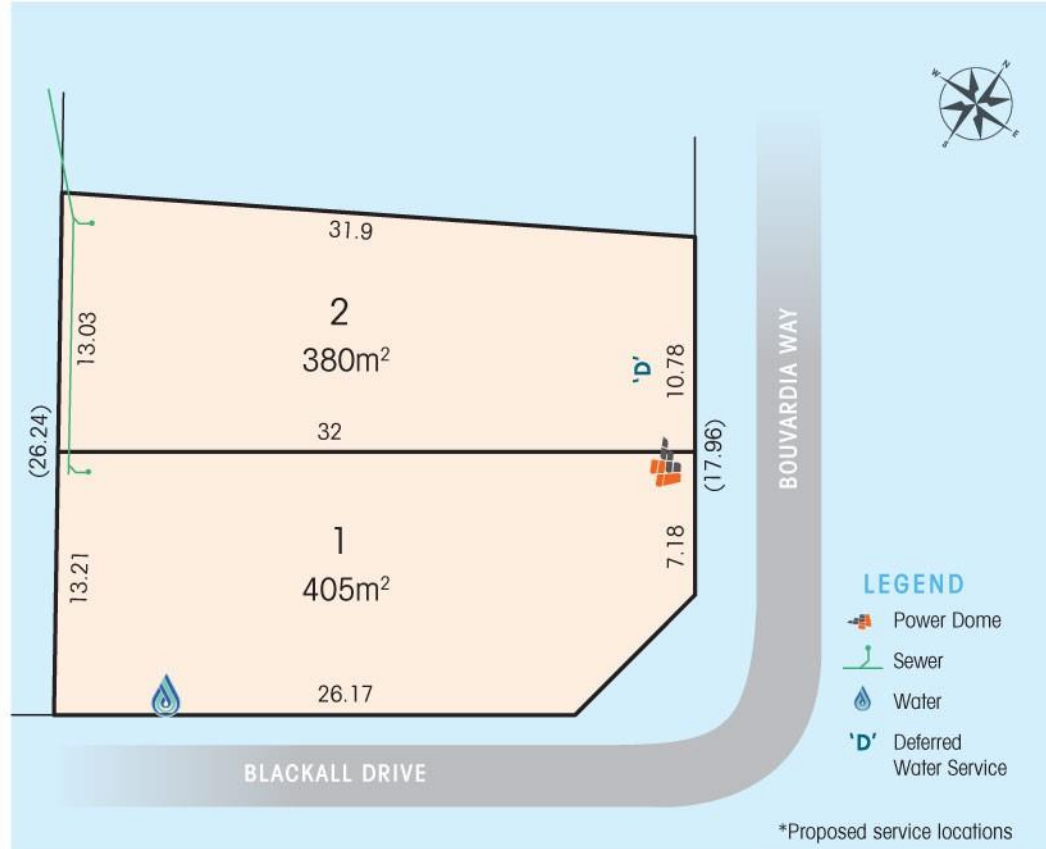 N
W
E
S
31.9
2
380m²
13.03
'D'
10.78
(26.24)
32
(17.96)
BOUVARDIA WAY
1
405m²
13.21
7.18
26.17
BLACKALL DRIVE
LEGEND
Power Dome
Sewer
Water
'D' Deferred
Water Service
*Proposed service locations